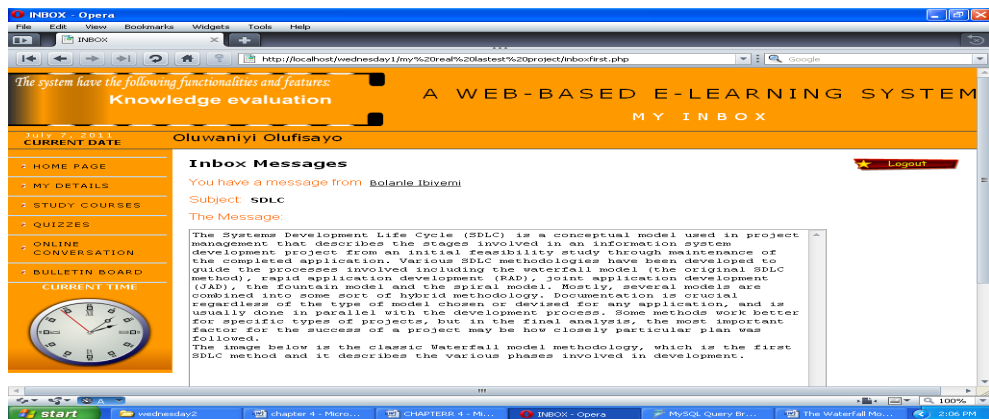 INBOX - Opera
File Edit View Bookmarks Widgets Tools Help
INBOX
http://localhost/wednesday1/my%20real%20lastest%20project/inboxfirst.php
Google
The system have the following functionalities and features:
Knowledge evaluation
A WEB-BASED E-LEARNING SYSTEM
MY INBOX
July 7, 2011
CURRENT DATE
Oluwaniyi Olufisayo
HOME PAGE
MY DETAILS
STUDY COURSES
QUIZZES
ONLINE
CONVERSATION
BULLETIN BOARD
CURRENT TIME
Inbox Messages
Logout
You have a message from Bolanle Ibiyemi
Subject: SDLC
The Message:
The Systems Development Life Cycle (SDLC) is a conceptual model used in project
management that describes the stages involved in an information system
development project from an initial feasibility study through maintenance of
the completed application. Various SDLC methodologies have been developed to
guide the processes involved including the waterfall model (the original SDLC
method), rapid application development (RAD), joint application development
(JAD), the fountain model and the spiral model. Mostly, several models are
combined into some sort of hybrid methodology. Documentation is crucial
regardless of the type of model chosen or devised for any application, and is
usually done in parallel with the development process. Some methods work better
for specific types of projects, but in the final analysis, the most important
factor for the success of a project may be how closely particular plan was
followed.
The image below is the classic Waterfall model methodology, which is the first
SDLC method and it describes the various phases involved in development.
100%
start
wednesday2
chapter 4 - Micro...
CHAPTERR 4 - Mi...
INBOX - Opera
MySQL Query Br...
The Waterfall Mo...
2:06 PM